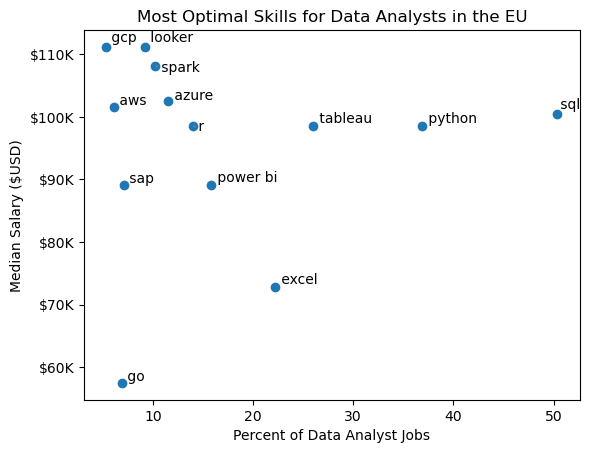 Most Optimal Skills for Data Analysts in the EU
gcp looker
spark
azure
aws
r
tableau
python
sql
sap
power bi
excel
go
$110K
$100K
$90K
$80K
$70K
$60K
Median Salary ($USD)
10 20 30 40 50
Percent of Data Analyst Jobs